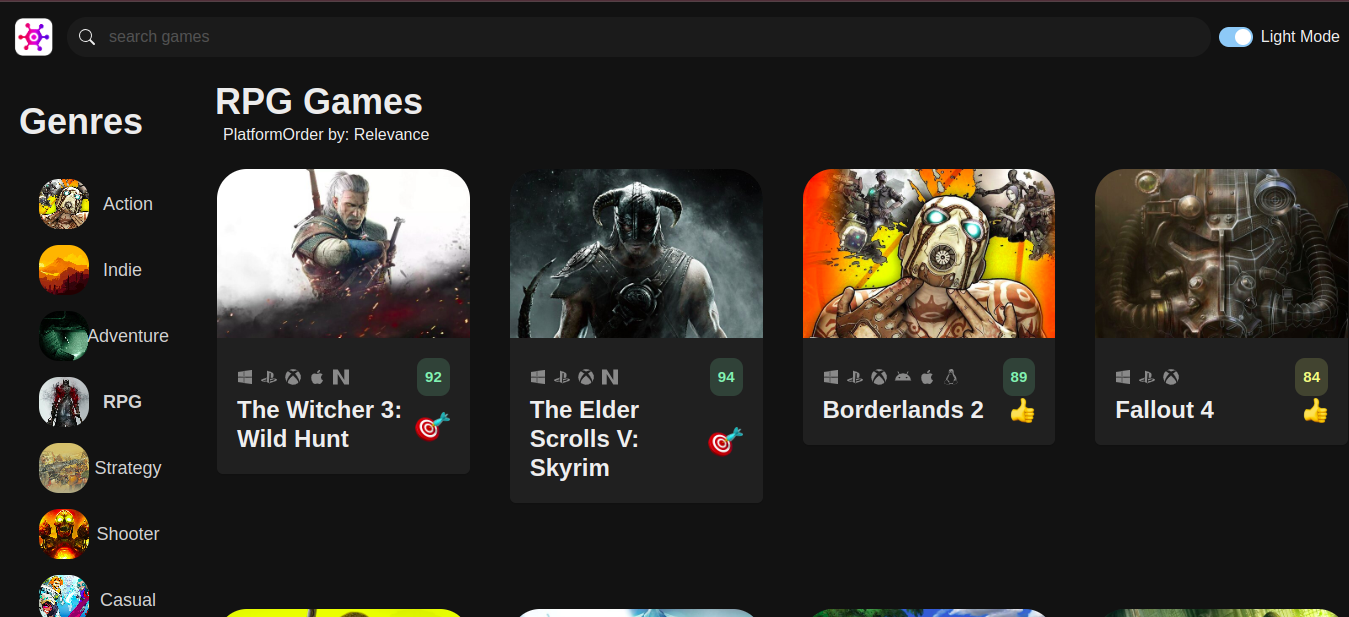 search games
Light Mode
Genres
Action
Indie
Adventure
RPG
Strategy
Shooter
Casual
RPG Games
PlatformOrder by: Relevance
92
The Witcher 3:
Wild Hunt
94
The Elder
Scrolls V:
Skyrim
89
Borderlands 2
84
Fallout 4